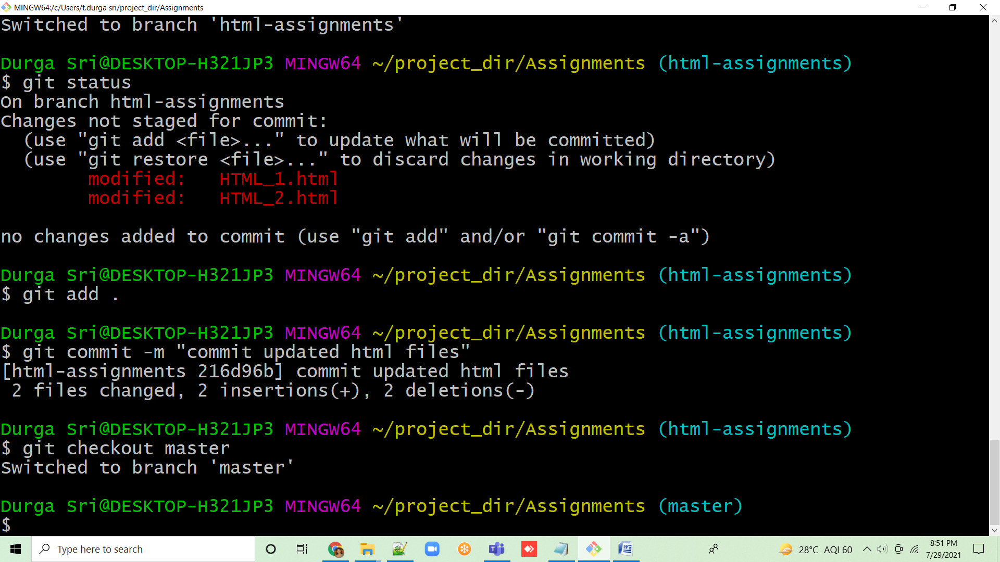 MINGW64:/c/Users/t.durga sri/project_dir/Assignments
Switched to branch 'html-assignments'
Durga Sri@DESKTOP-H321JP3 MINGW64 ~/project_dir/Assignments (html-assignments)
$ git status
On branch html-assignments
Changes not staged for commit:
  (use "git add <file>..." to update what will be committed)
  (use "git restore <file>..." to discard changes in working directory)
        modified:   HTML_1.html
        modified:   HTML_2.html
no changes added to commit (use "git add" and/or "git commit -a")
Durga Sri@DESKTOP-H321JP3 MINGW64 ~/project_dir/Assignments (html-assignments)
$ git add .
Durga Sri@DESKTOP-H321JP3 MINGW64 ~/project_dir/Assignments (html-assignments)
$ git commit -m "commit updated html files"
[html-assignments 216d96b] commit updated html files
 2 files changed, 2 insertions(+), 2 deletions(-)
Durga Sri@DESKTOP-H321JP3 MINGW64 ~/project_dir/Assignments (html-assignments)
$ git checkout master
Switched to branch 'master'
Durga Sri@DESKTOP-H321JP3 MINGW64 ~/project_dir/Assignments (master)
$
Type here to search
28°C AQI 60
8:51 PM
7/29/2021